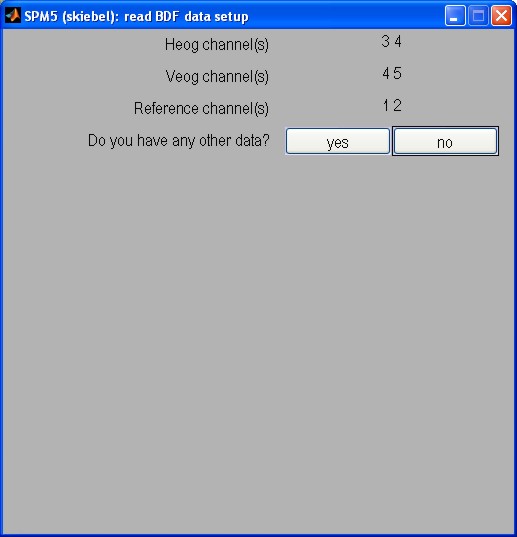 SPM5 (skiebel): read BDF data setup
Heog channel(s) 3 4
Veog channel(s) 4 5
Reference channel(s) 1 2
Do you have any other data? yes no